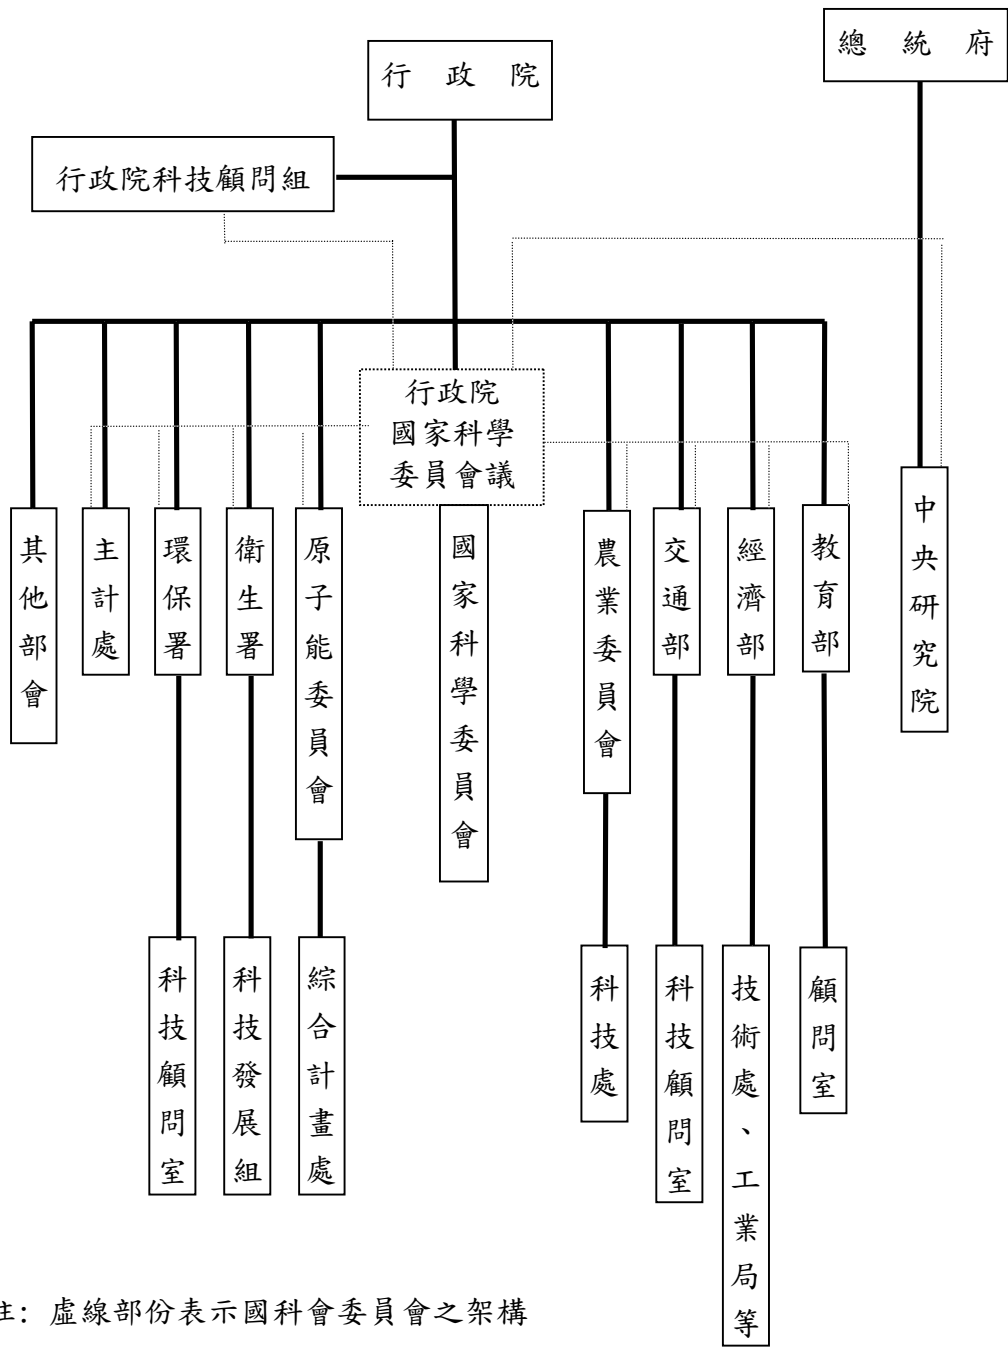 總統府
行政院
行政院科技顧問組
行政院
國家科學
委員會議
其他部會
主計處
環保署
衛生署
原子能委員會
國家科學委員會
農業委員會
交通部
經濟部
教育部
中央研究院
科技顧問室
科技發展組
綜合計畫處
科技處
科技顧問室
技術處、工業局等
顧問室
註: 虛線部份表示國科會委員會之架構